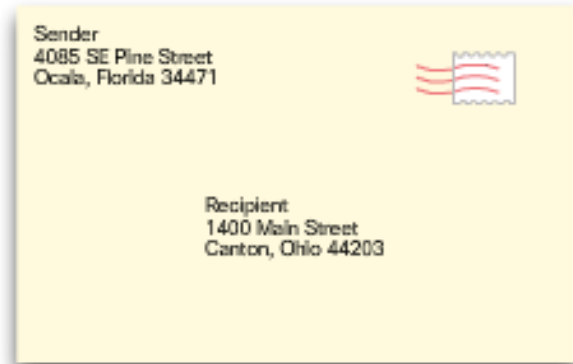 Sender
4085 SE Pine Street
Ocala, Florida 34471
Recipient
1400 Main Street
Canton, Ohio 44203